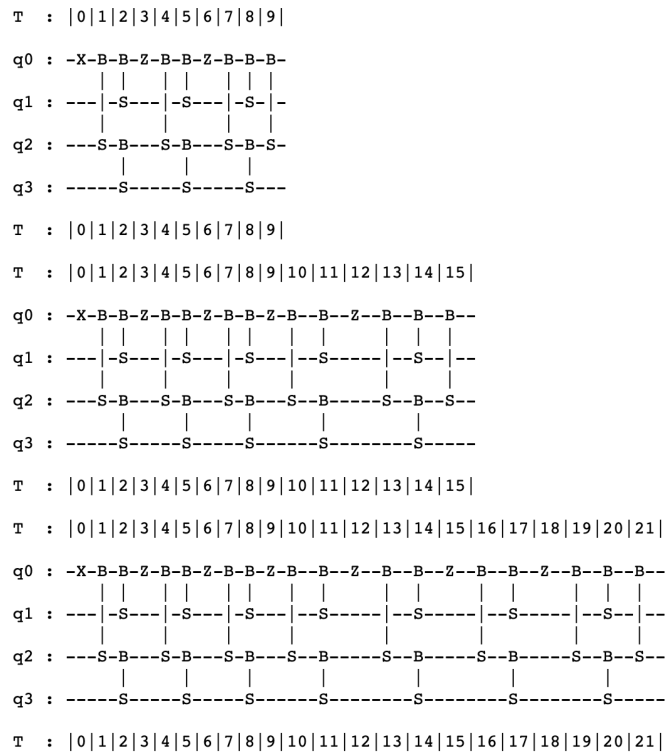 T  : |0|1|2|3|4|5|6|7|8|9|
q0 : -X-B-B-Z-B-B-Z-B-B-B-
        | |   | |   | | |
q1 : ---|-S---|-S---|-S-|-
        |     |     |   |
q2 : ---S-B---S-B---S-B-S-
          |     |     |
q3 : -----S-----S-----S---
T  : |0|1|2|3|4|5|6|7|8|9|
T  : |0|1|2|3|4|5|6|7|8|9|10|11|12|13|14|15|
q0 : -X-B-B-Z-B-B-Z-B-B-Z-B--B--Z--B--B--B--
        | |   | |   | |   |  |     |  |  |
q1 : ---|-S---|-S---|-S---|--S-----|--S--|--
        |     |     |     |        |     |
q2 : ---S-B---S-B---S-B---S--B-----S--B--S--
          |     |     |      |        |
q3 : -----S-----S-----S------S--------S-----
T  : |0|1|2|3|4|5|6|7|8|9|10|11|12|13|14|15|
T  : |0|1|2|3|4|5|6|7|8|9|10|11|12|13|14|15|16|17|18|19|20|21|
q0 : -X-B-B-Z-B-B-Z-B-B-Z-B--B--Z--B--B--Z--B--B--Z--B--B--B--
        | |   | |   | |   |  |     |  |     |  |     |  |  |
q1 : ---|-S---|-S---|-S---|--S-----|--S-----|--S-----|--S--|--
        |     |     |     |        |        |        |     |
q2 : ---S-B---S-B---S-B---S--B-----S--B-----S--B-----S--B--S--
          |     |     |      |        |        |        |
q3 : -----S-----S-----S------S--------S--------S--------S-----
T  : |0|1|2|3|4|5|6|7|8|9|10|11|12|13|14|15|16|17|18|19|20|21|